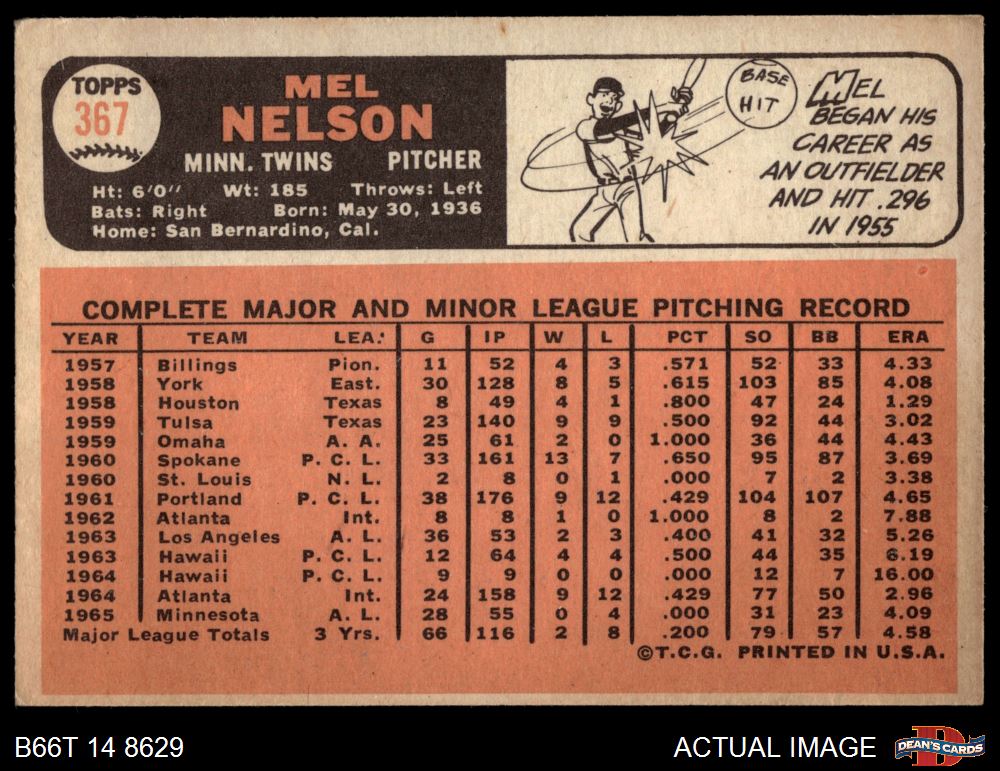 TOPPS
367
MEL
NELSON
MINN. TWINS PITCHER
Ht: 6'0" Wt: 185 Throws: Left
Bats: Right Born: May 30, 1936
Home: San Bernardino, Cal.
BASE
HIT
MEL
BEGAN HIS
CAREER AS
AN OUTFIELDER
AND HIT .296
IN 1955
COMPLETE MAJOR AND MINOR LEAGUE PITCHING RECORD
YEAR TEAM LEA. G IP W L PCT SO BB ERA
1957 Billings Pion. 11 52 4 3 .571 52 33 4.33
1958 York East. 30 128 8 5 .615 103 85 4.08
1958 Houston Texas 8 49 4 1 .800 47 24 1.29
1959 Tulsa Texas 23 140 9 9 .500 92 44 3.02
1959 Omaha A. A. 25 61 2 0 1.000 36 44 4.43
1960 Spokane P. C. L. 33 161 13 7 .650 95 87 3.69
1960 St. Louis N. L. 2 8 0 1 .000 7 2 3.38
1961 Portland P. C. L. 38 176 9 12 .429 104 107 4.65
1962 Atlanta Int. 8 8 1 0 1.000 8 2 7.88
1963 Los Angeles A. L. 36 53 2 3 .400 41 32 5.26
1963 Hawaii P. C. L. 12 64 4 4 .500 44 35 6.19
1964 Hawaii P. C. L. 9 9 0 0 .000 12 7 16.00
1964 Atlanta Int. 24 158 9 12 .429 77 50 2.96
1965 Minnesota A. L. 28 55 0 4 .000 31 23 4.09
Major League Totals 3 Yrs. 66 116 2 8 .200 79 57 4.58
©T.C.G. PRINTED IN U.S.A.
B66T 14 8629 ACTUAL IMAGE
D
DEAN'S CARDS